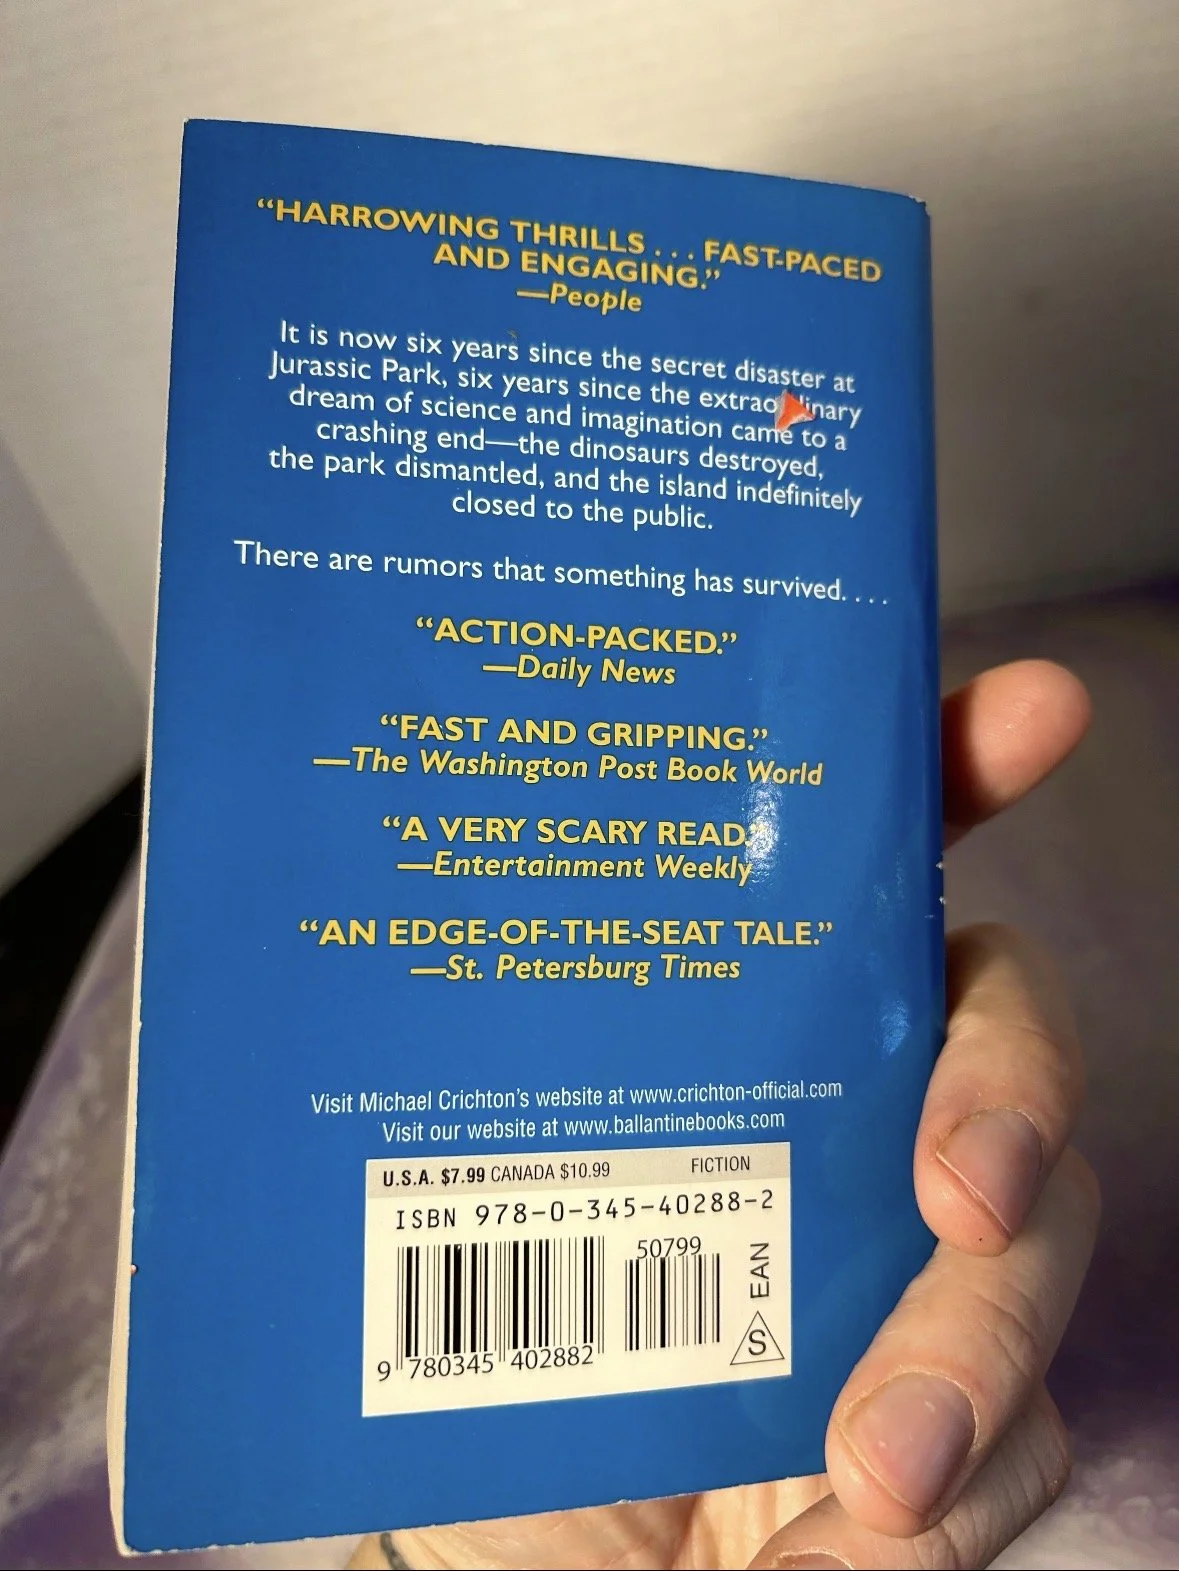 “HARROWING THRILLS . . . FAST-PACED
AND ENGAGING.”
—People
It is now six years since the secret disaster at
Jurassic Park, six years since the
dream of science and imagination came to a
crashing end—the dinosaurs destroyed,
the park dismantled, and the island indefinitely
closed to the public.
There are rumors that something has survived. . . .
“ACTION-PACKED.”
—Daily News
“FAST AND GRIPPING.”
—The Washington Post Book World
“A VERY SCARY READ.”
—Entertainment Weekly
“AN EDGE-OF-THE-SEAT TALE.”
—St. Petersburg Times
Visit Michael Crichton’s website at www.crichton-official.com
Visit our website at www.ballantinebooks.com
U.S.A. $7.99 CANADA $10.99 FICTION
ISBN 978-0-345-40288-2
50799
EAN
S
9 780345 402882